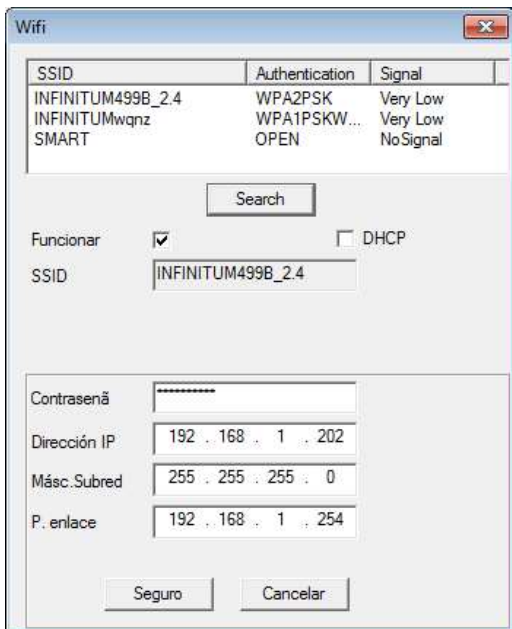 Wifi
SSID Authentication Signal
INFINITUM499B_2.4 WPA2PSK Very Low
INFINITUMwqnz WPA1PSKW... Very Low
SMART OPEN NoSignal
Search
Funcionar DHCP
SSID INFINITUM499B_2.4
Contrasenã **********
Dirección IP 192 . 168 . 1 . 202
Másc.Subred 255 . 255 . 255 . 0
P. enlace 192 . 168 . 1 . 254
Seguro Cancelar